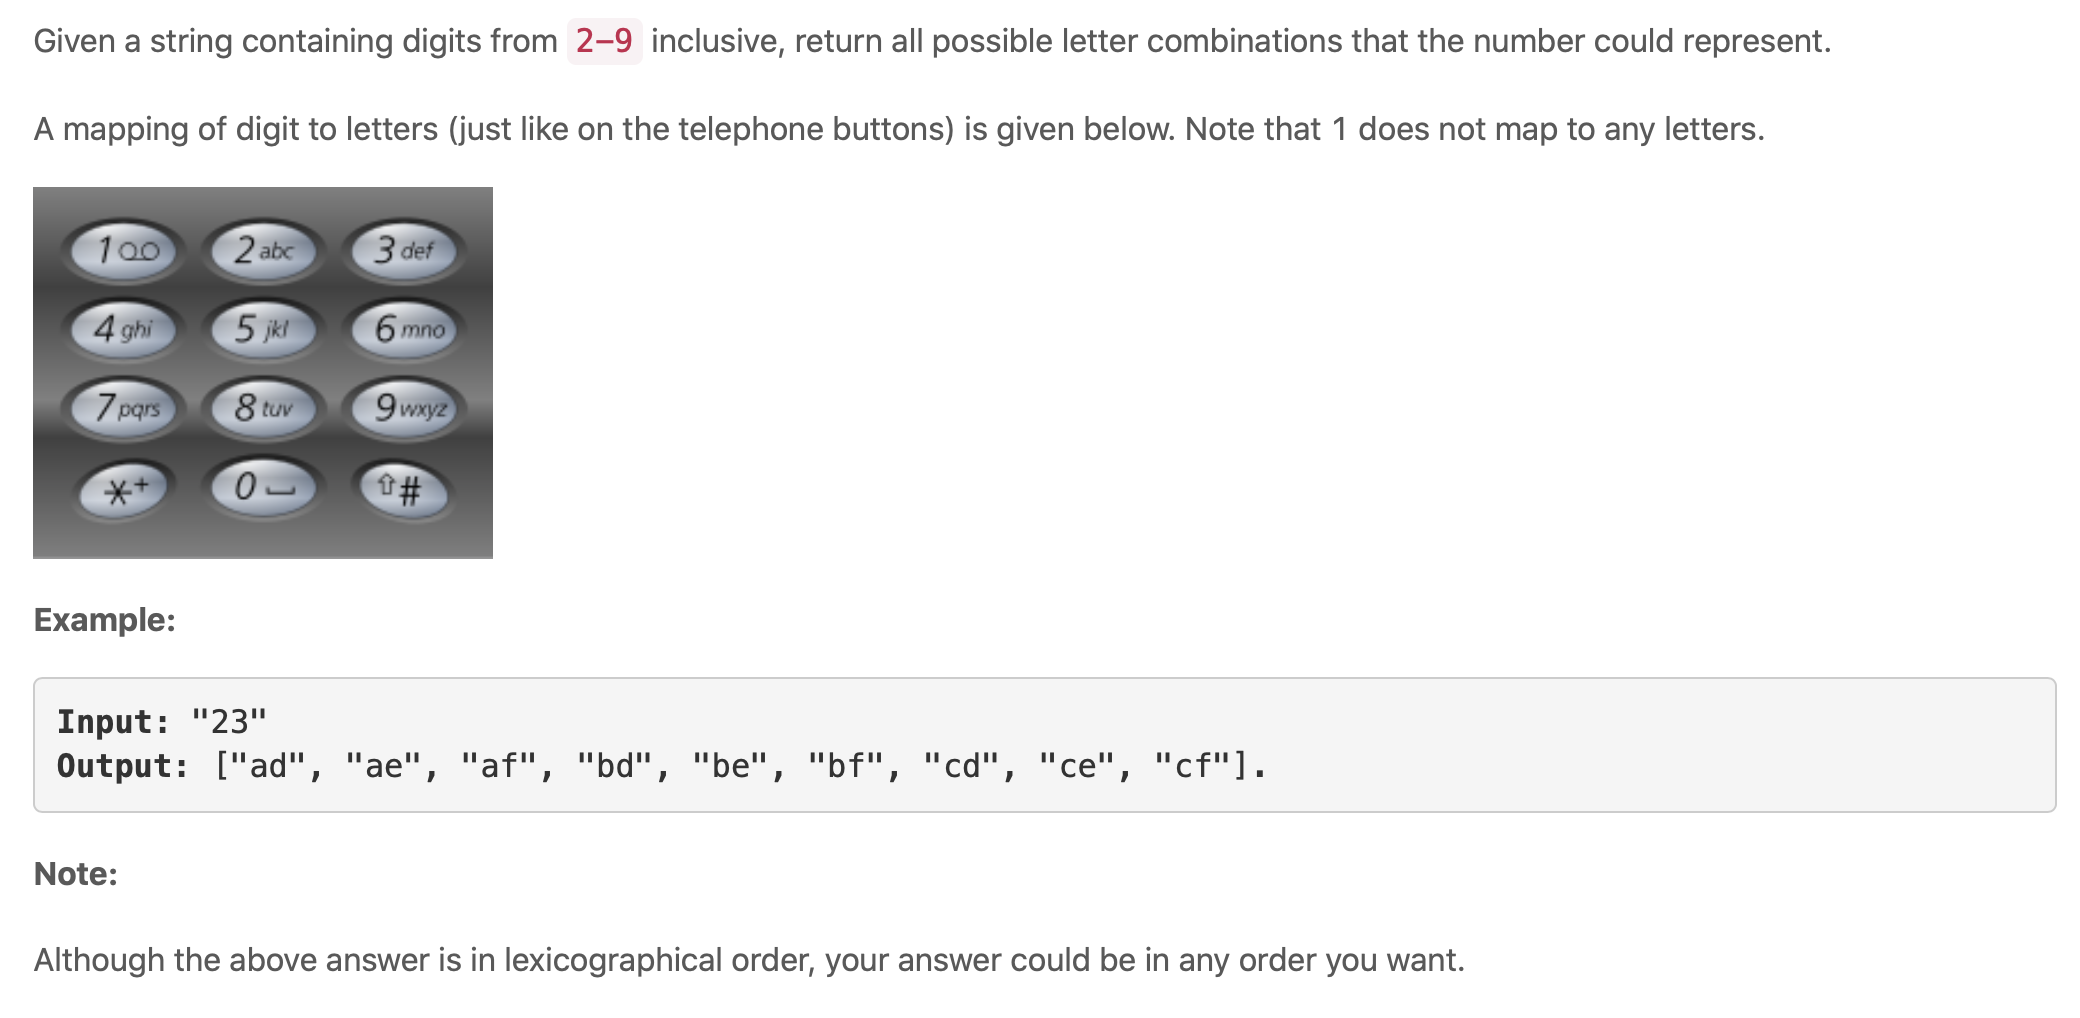 Given a string containing digits from 2-9 inclusive, return all possible letter combinations that the number could represent.
A mapping of digit to letters (just like on the telephone buttons) is given below. Note that 1 does not map to any letters.
1 2 abc 3 def
4 ghi 5 jkl 6 mno
7 pqrs 8 tuv 9 wxyz
*+ 0 ⇧#
Example:
Input: "23"
Output: ["ad", "ae", "af", "bd", "be", "bf", "cd", "ce", "cf"].
Note:
Although the above answer is in lexicographical order, your answer could be in any order you want.